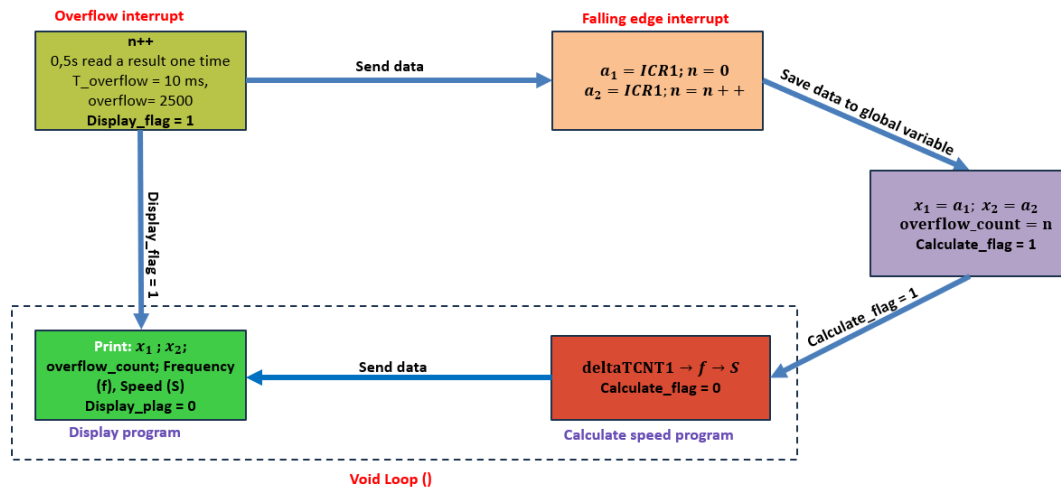 Overflow interrupt
n++
0,5s read a result one time
T_overflow = 10 ms,
overflow= 2500
Display_flag = 1
Send data
Falling edge interrupt
a₁ = ICR1; n = 0
a₂ = ICR1; n = n ++
Save data to global variable
x₁ = a₁; x₂ = a₂
overflow_count = n
Calculate_flag = 1
Display_flag = 1
Calculate_flag = 1
Print: x₁ ; x₂;
overflow_count; Frequency
(f), Speed (S)
Display_plag = 0
Display program
Send data
deltaTCNT1 → f → S
Calculate_flag = 0
Calculate speed program
Void Loop ()